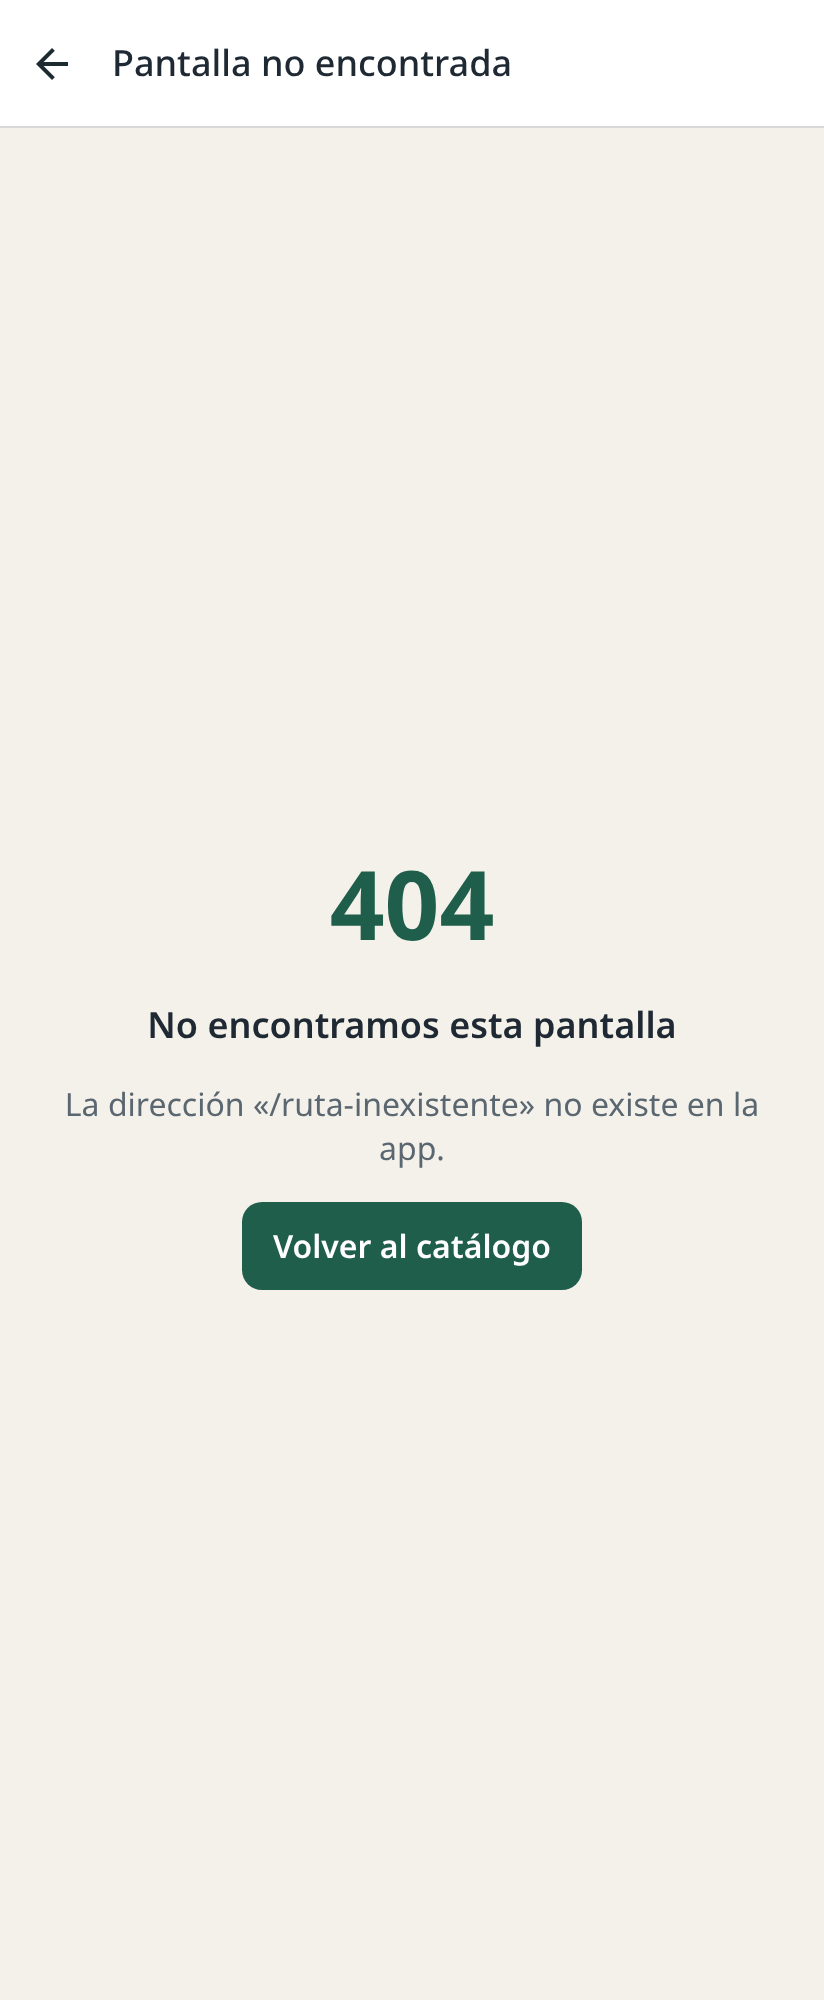 Pantalla no encontrada
404
No encontramos esta pantalla
La dirección «/ruta-inexistente» no existe en la
app.
Volver al catálogo